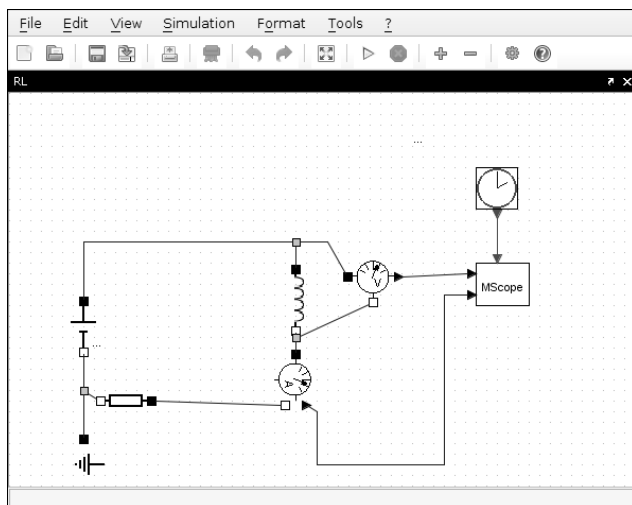 File Edit View Simulation Format Tools ?
RL
...
V
MScope
...
A